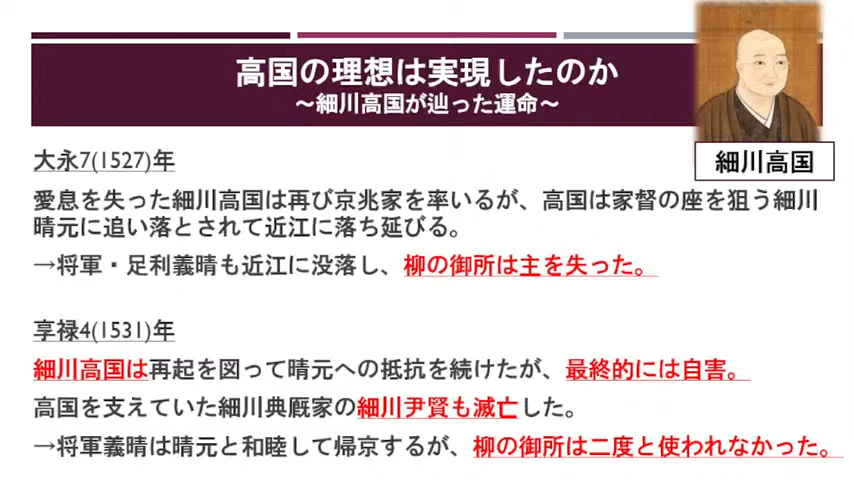 高国の理想は実現したのか
～細川高国が辿った運命～
細川高国
大永7(1527)年
愛息を失った細川高国は再び京兆家を率いるが、高国は家督の座を狙う細川
晴元に追い落とされて近江に落ち延びる。
→将軍・足利義晴も近江に没落し、柳の御所は主を失った。
享禄4(1531)年
細川高国は再起を図って晴元への抵抗を続けたが、最終的には自害。
高国を支えていた細川典厩家の細川尹賢も滅亡した。
→将軍義晴は晴元と和睦して帰京するが、柳の御所は二度と使われなかった。